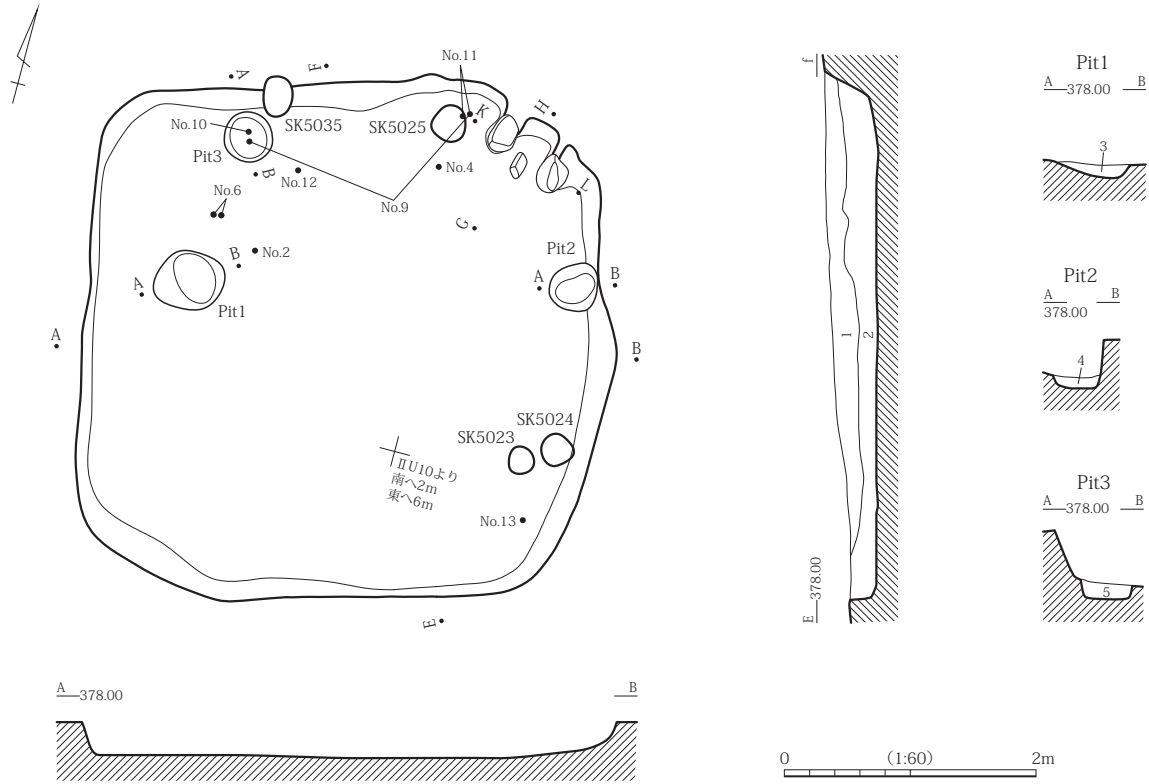 No.11
A
F
K
H
No.10
SK5035
SK5025
Pit3
B
No.12
No.4
L
No.6
No.9
G
Pit2
B
No.2
A
B
A
Pit1
A
B
SK5024
SK5023
ⅡU10より
南へ2m
東へ6m
No.13
E
A 378.00 B
f
1
2
E 378.00
Pit1
A 378.00 B
3
Pit2
A B
378.00
4
Pit3
A 378.00 B
5
0 (1:60) 2m